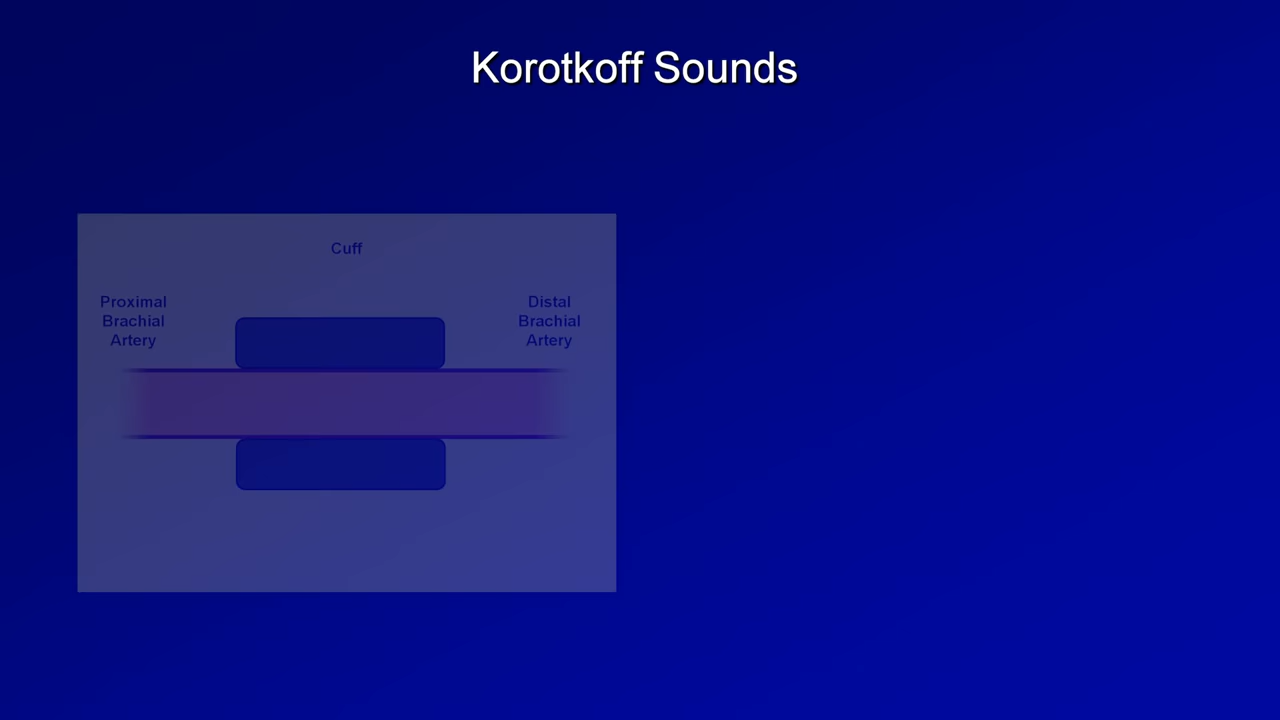 Korotkoff Sounds
Cuff
Proximal
Brachial
Artery
Distal
Brachial
Artery